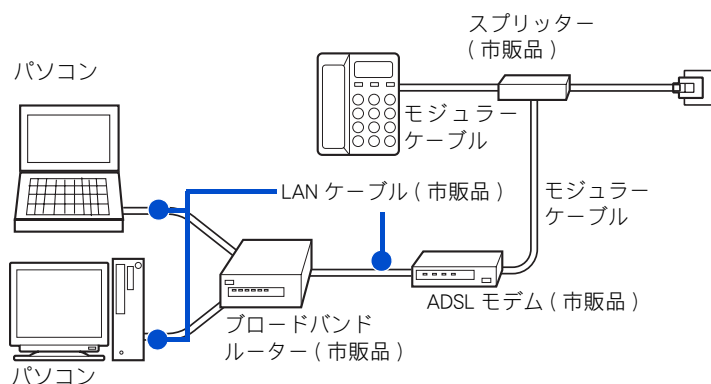 スプリッター
( 市販品 )
パソコン
モジュラー
ケーブル
LAN ケーブル ( 市販品 )
モジュラー
ケーブル
ADSL モデム ( 市販品 )
ブロードバンド
ルーター ( 市販品 )
パソコン